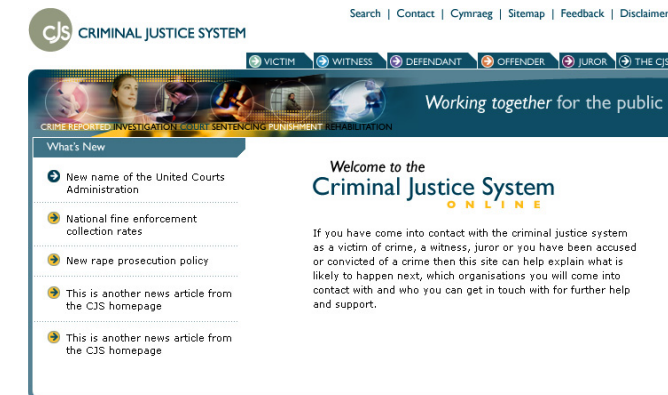 Search | Contact | Cymraeg | Sitemap | Feedback | Disclaimer
cjs CRIMINAL JUSTICE SYSTEM
VICTIM WITNESS DEFENDANT OFFENDER JUROR THE CJS
Working together for the public
CRIME REPORTED INVESTIGATION COURT SENTENCING PUNISHMENT REHABILITATION
What's New
New name of the United Courts
Administration
National fine enforcement
collection rates
New rape prosecution policy
This is another news article from
the CJS homepage
This is another news article from
the CJS homepage
Welcome to the
Criminal Justice System
ONLINE
If you have come into contact with the criminal justice system
as a victim of crime, a witness, juror or you have been accused
or convicted of a crime then this site can help explain what is
likely to happen next, which organisations you will come into
contact with and who you can get in touch with for further help
and support.